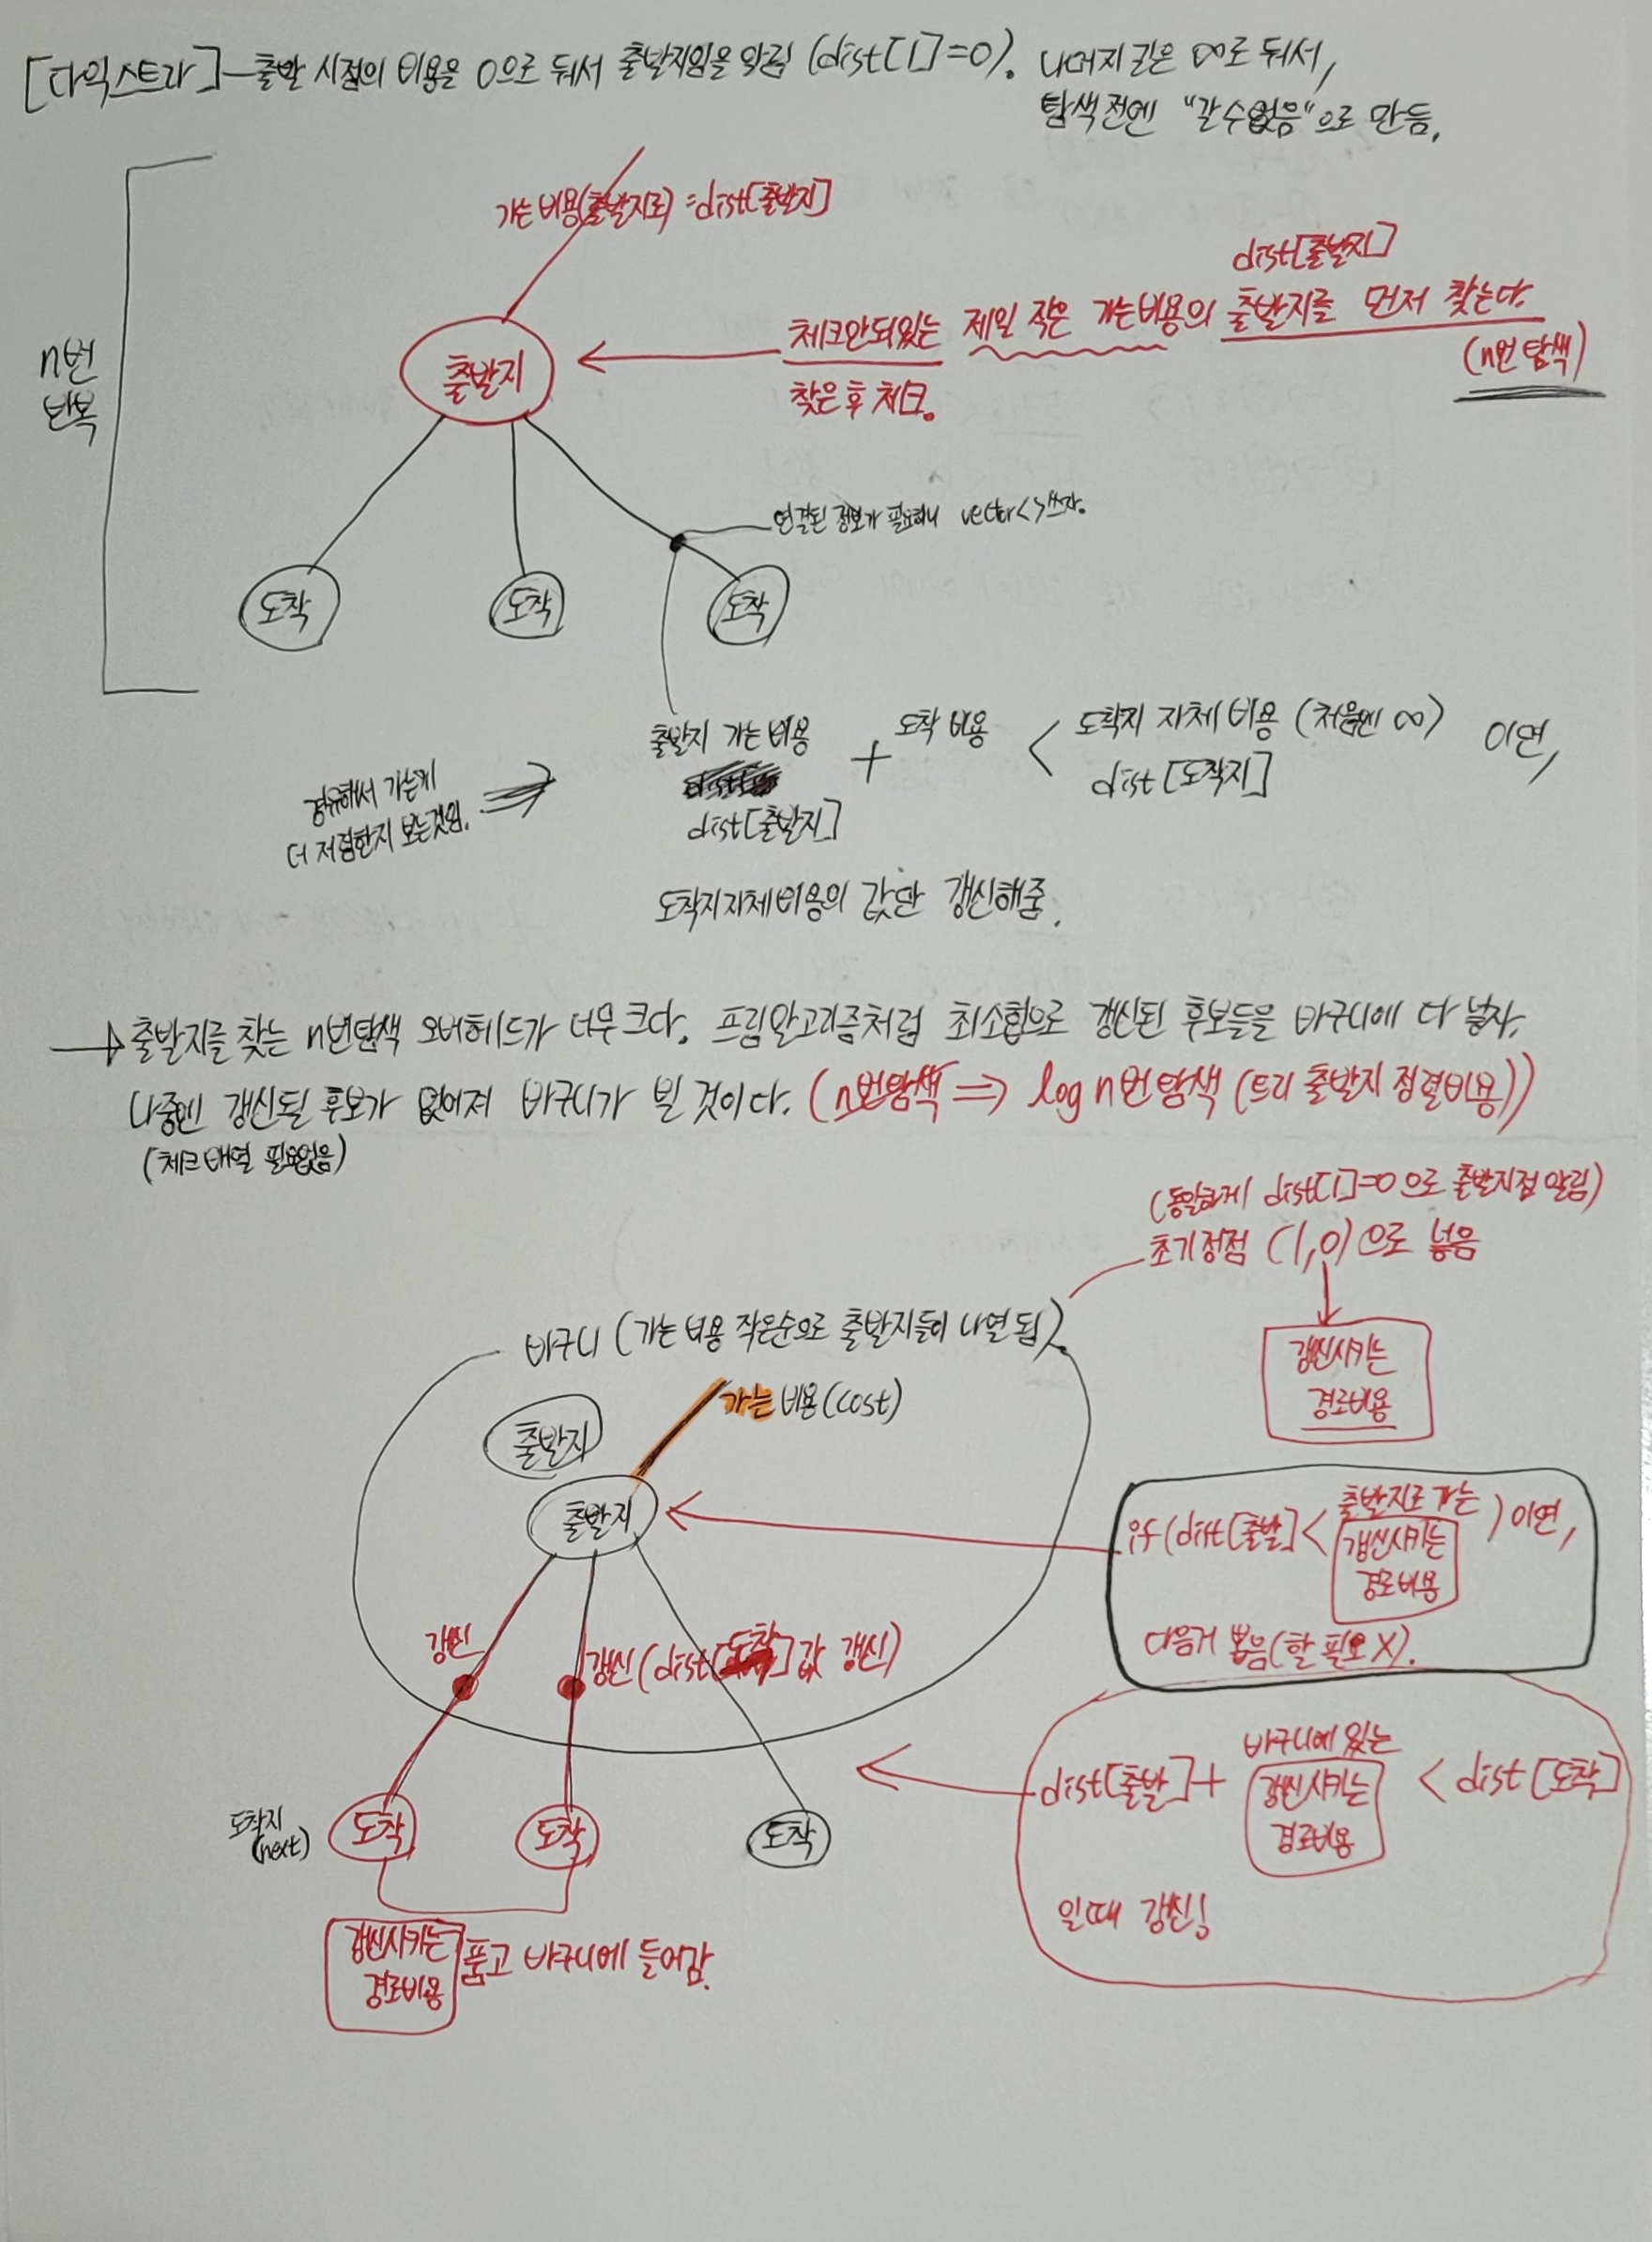 [다익스트라] - 출발 시점의 비용을 0으로 둬서 출발지임을 알림 (dist[1]=0). 나머지 값은 ∞로 둬서,
탐색전엔 "갈수없음"으로 만듬.
가는비용(출발지로) = dist[출발지]
dist[출발지]
체크안되있는 제일 작은 가는비용의 출발지를 먼저 찾는다.
(n번 탐색)
찾은 후 체크.
출발지
n번
반복
연결된 정보가 필요하니 vector<>쓰자.
도착 도착 도착
출발지 가는 비용 + 도착 비용 < 도착지 자체 비용 (처음엔 ∞) 이면,
dist[출발지]
dist[도착지]
경유해서 가는게
더 저렴한지 보는것임.
도착지자체비용의 값만 갱신해줌.
→ 출발지를 찾는 n번탐색 오버헤드가 너무 크다. 프림알고리즘처럼 최소힙으로 갱신된 후보들을 바구니에 다 넣자.
나중엔 갱신될 후보가 없어져 바구니가 빌 것이다. (n번탐색 ⇒ log n번탐색 (트리 출발지 정렬비용))
(체크 배열 필요없음)
(동일하게 dist[1]=0으로 출발지점 알림)
초기정점 (1,0)으로 넣음
갱신시키는
경로비용
바구니 (가는 비용 작은순으로 출발지들이 나열 됨).
가는 비용(cost)
출발지
출발지
if(dist[출발] < 출발지로 가는 갱신시키는 경로비용) 이면,
다음거 뽑음(할 필요 X).
갱신
갱신(dist[도착]값 갱신)
dist[출발] + 바구니에 있는 갱신시키는 경로비용 < dist[도착]
일때 갱신!
도착지
(next)
도착 도착 도착
갱신시키는
경로비용 품고 바구니에 들어감.